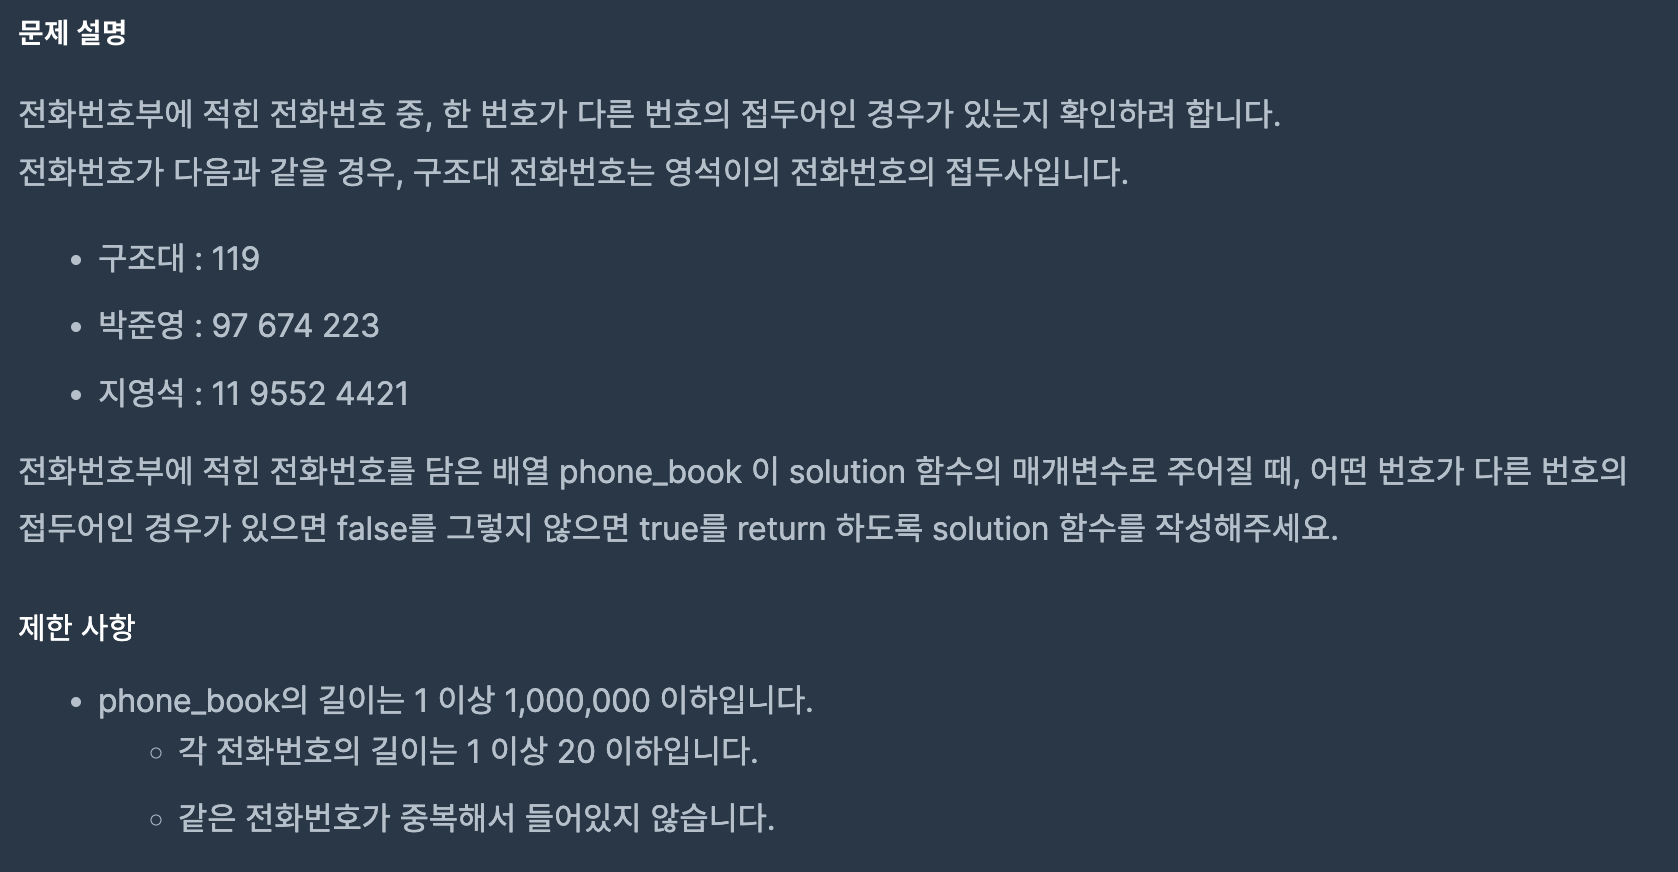 문제 설명
전화번호부에 적힌 전화번호 중, 한 번호가 다른 번호의 접두어인 경우가 있는지 확인하려 합니다.
전화번호가 다음과 같을 경우, 구조대 전화번호는 영석이의 전화번호의 접두사입니다.
• 구조대 : 119
• 박준영 : 97 674 223
• 지영석 : 11 9552 4421
전화번호부에 적힌 전화번호를 담은 배열 phone_book 이 solution 함수의 매개변수로 주어질 때, 어떤 번호가 다른 번호의
접두어인 경우가 있으면 false를 그렇지 않으면 true를 return 하도록 solution 함수를 작성해주세요.
제한 사항
• phone_book의 길이는 1 이상 1,000,000 이하입니다.
◦ 각 전화번호의 길이는 1 이상 20 이하입니다.
◦ 같은 전화번호가 중복해서 들어있지 않습니다.